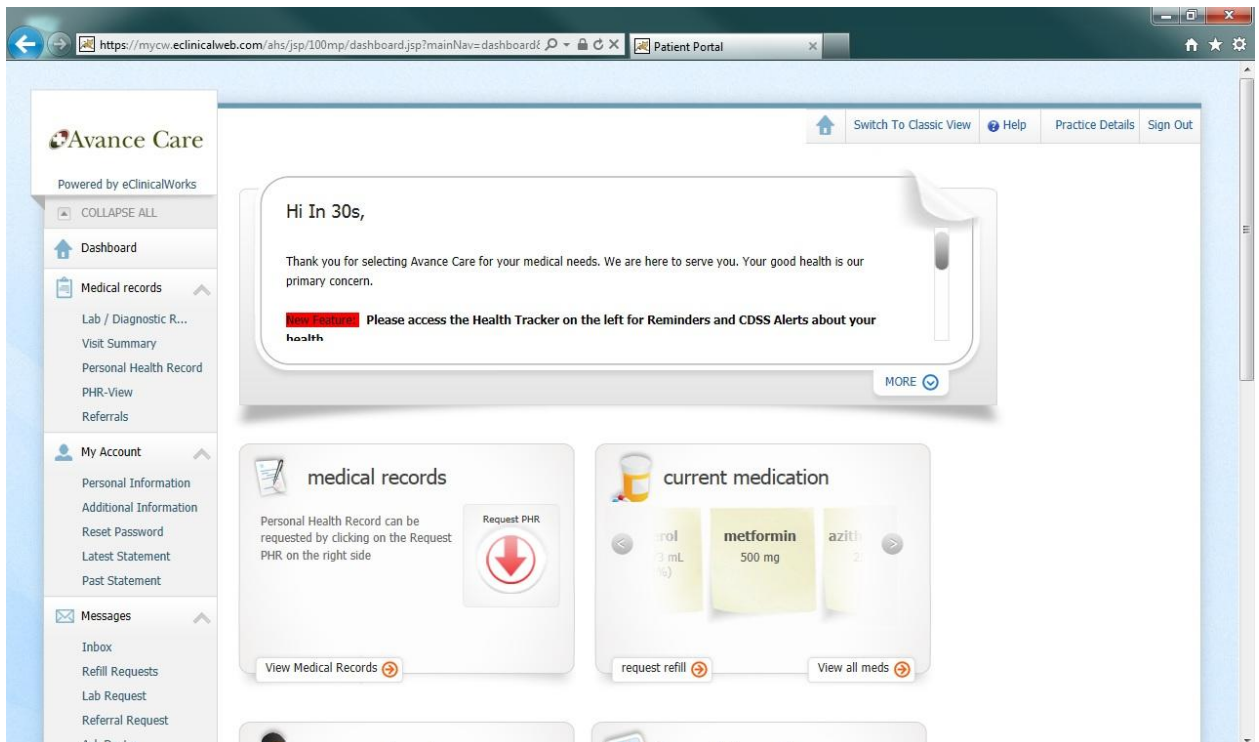 https://mycw.eclinicalweb.com/ahs/jsp/100mp/dashboard.jsp?mainNav=dashboard
Patient Portal
Avance Care
Powered by eClinicalWorks
Switch To Classic View
Help
Practice Details
Sign Out
COLLAPSE ALL
Dashboard
Medical records
Lab / Diagnostic R...
Visit Summary
Personal Health Record
PHR-View
Referrals
My Account
Personal Information
Additional Information
Reset Password
Latest Statement
Past Statement
Messages
Inbox
Refill Requests
Lab Request
Referral Request
Hi In 30s,
Thank you for selecting Avance Care for your medical needs. We are here to serve you. Your good health is our
primary concern.
New Feature: Please access the Health Tracker on the left for Reminders and CDSS Alerts about your
health
MORE
medical records
Personal Health Record can be
requested by clicking on the Request
PHR on the right side
Request PHR
View Medical Records
current medication
rol
3 mL
%)
metformin
500 mg
azith
2
request refill
View all meds